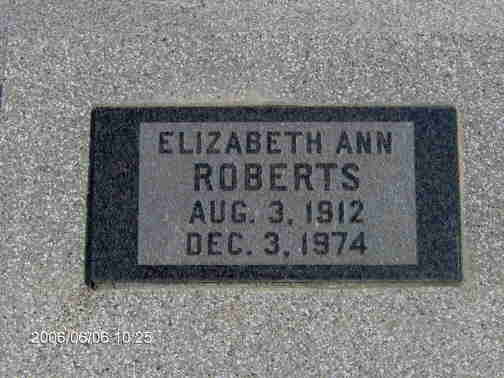 ELIZABETH ANN
ROBERTS
AUG. 3, 1912
DEC. 3, 1974
2006/06/06 10:25